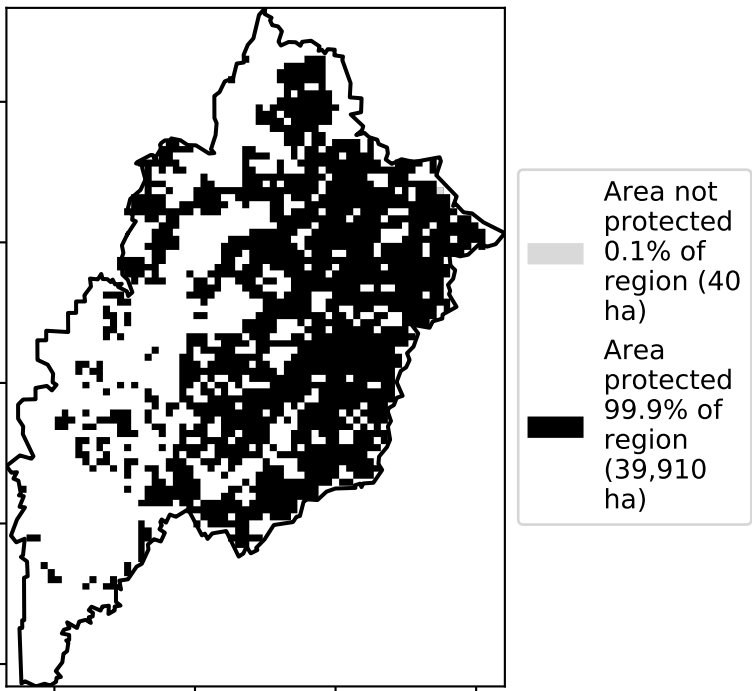 Area not
protected
0.1% of
region (40
ha)
Area
protected
99.9% of
region
(39,910
ha)